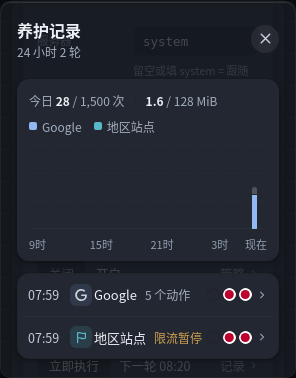 养护记录
24 小时 2 轮
system
留空或填 system = 跟随
今日 28 / 1,500 次 1.6 / 128 MiB
Google 地区站点
9时 15时 21时 3时 现在
07:59 G Google 5 个动作
07:59 地区站点 限流暂停
立即执行 下一轮 08:20 记录